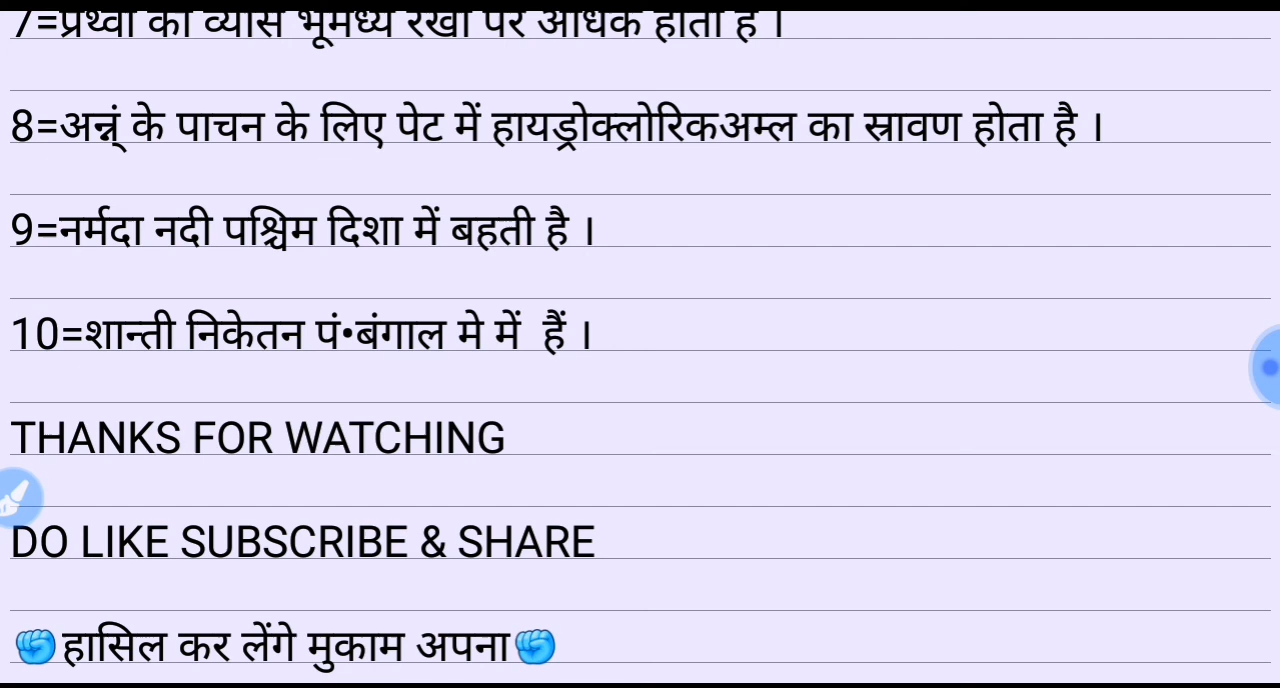 7=प्रथ्वी का व्यास भूमध्य रेखा पर अधिक होता है ।
8=अन्नं् के पाचन के लिए पेट में हायड्रोक्लोरिकअम्ल का स्रावण होता है ।
9=नर्मदा नदी पश्चिम दिशा में बहती है ।
10=शान्ती निकेतन पं•बंगाल मे में  हैं ।
THANKS FOR WATCHING
DO LIKE SUBSCRIBE & SHARE
✊हासिल कर लेंगे मुकाम अपना✊